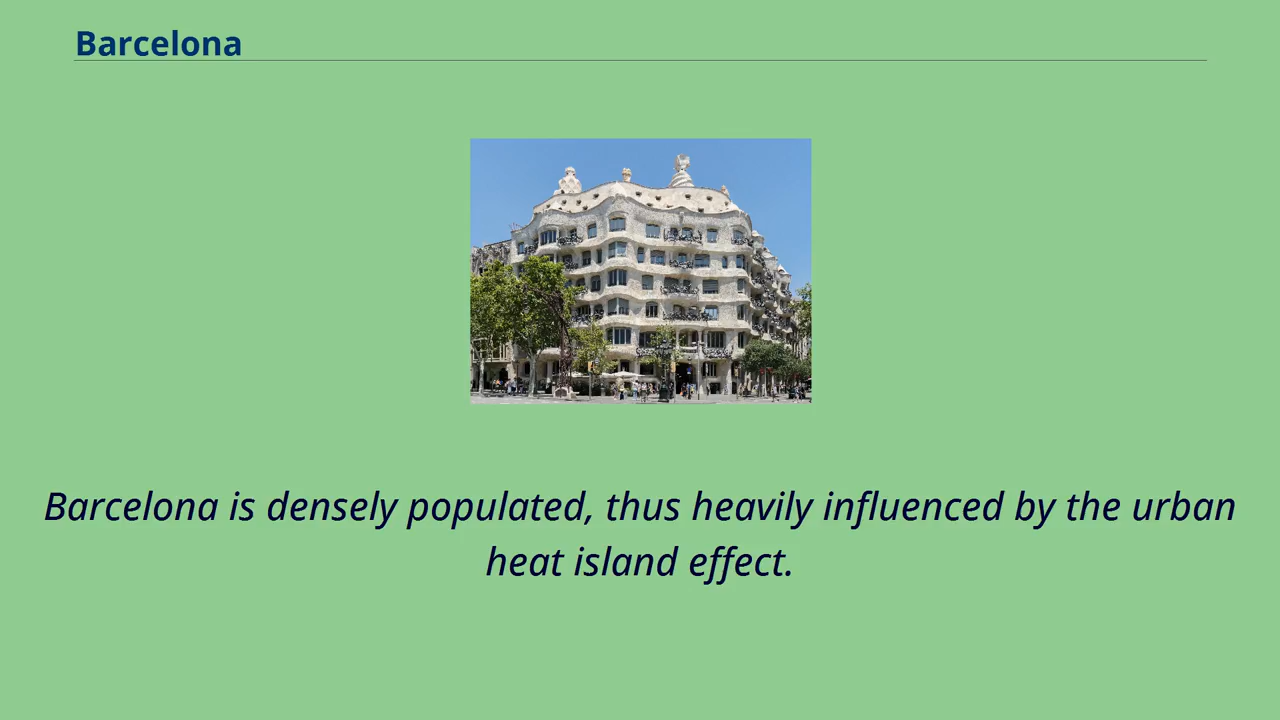 Barcelona
Barcelona is densely populated, thus heavily influenced by the urban
heat island effect.